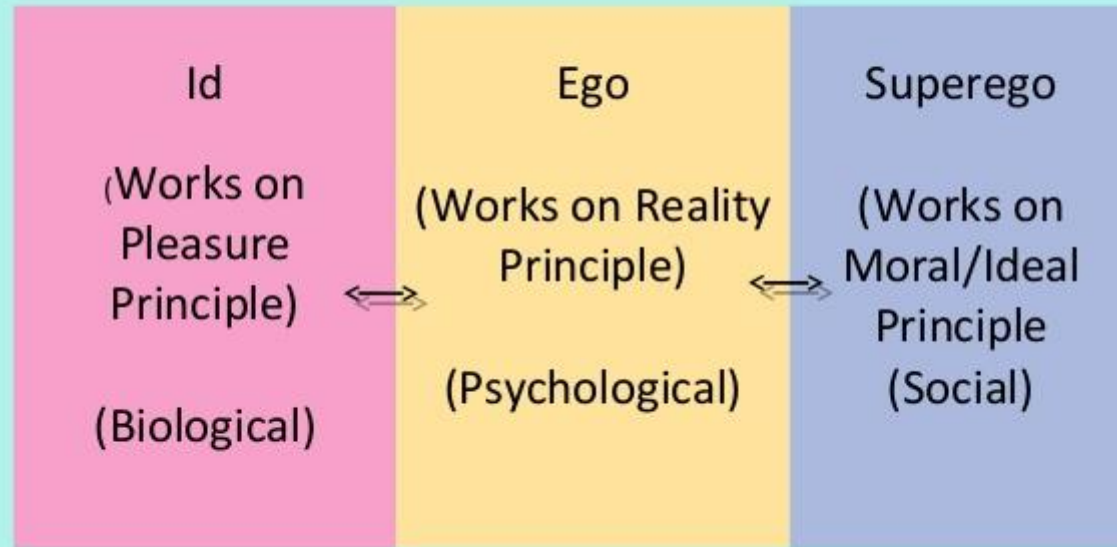 Id
(Works on
Pleasure
Principle)
(Biological)
Ego
(Works on Reality
Principle)
(Psychological)
Superego
(Works on
Moral/Ideal
Principle
(Social)